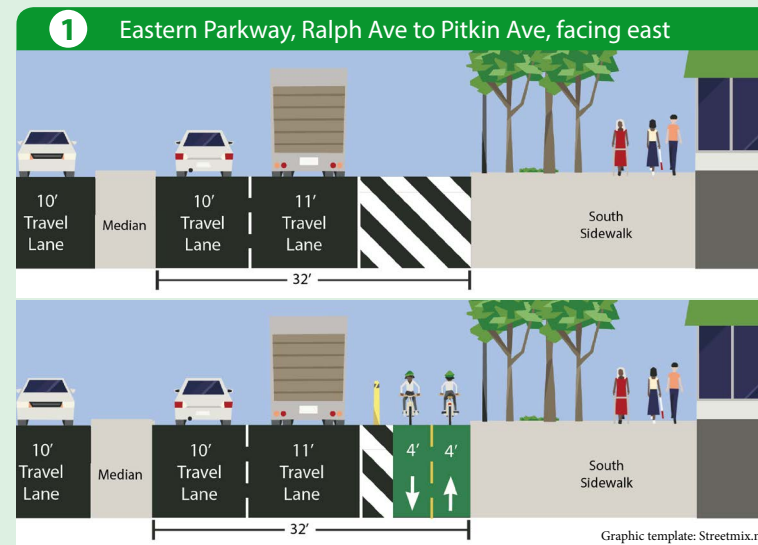 1 Eastern Parkway, Ralph Ave to Pitkin Ave, facing east
10'
Travel
Lane
Median
10'
Travel
Lane
11'
Travel
Lane
South
Sidewalk
32'
10'
Travel
Lane
Median
10'
Travel
Lane
11'
Travel
Lane
4' 4'
South
Sidewalk
32'
Graphic template: Streetmix.n